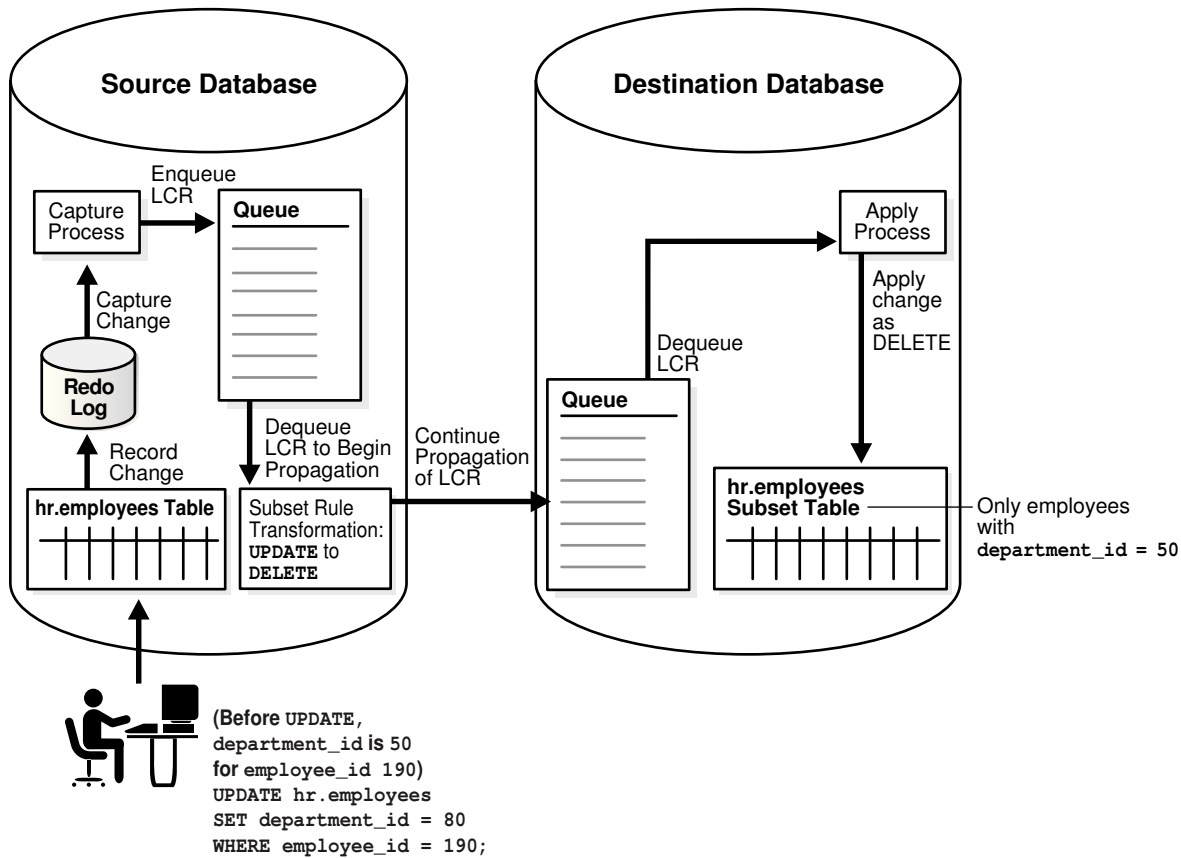 Source Database
Enqueue
LCR
Capture
Process
Queue
Capture
Change
Redo
Log
Record
Change
hr.employees Table
Dequeue
LCR to Begin
Propagation
Subset Rule
Transformation:
UPDATE to
DELETE
Continue
Propagation
of LCR
Destination Database
Apply
Process
Apply
change
as
DELETE
Dequeue
LCR
Queue
hr.employees
Subset Table
Only employees
with
department_id = 50
(Before UPDATE,
department_id is 50
for employee_id 190)
UPDATE hr.employees
SET department_id = 80
WHERE employee_id = 190;